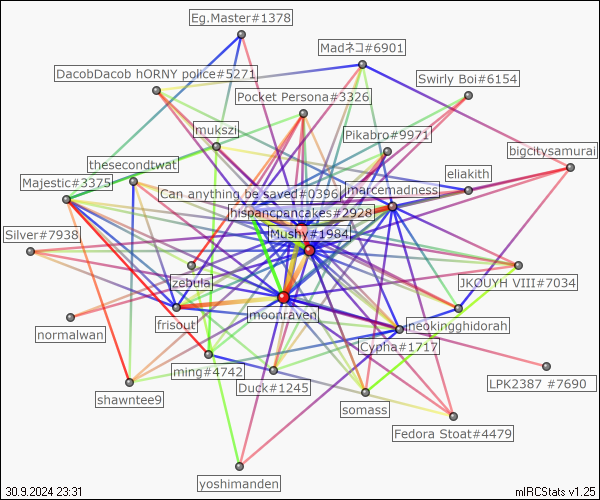 Eg.Master#1378
Madネコ#6901
DacobDacob hORNY police#5271
Swirly Boi#6154
Pocket Persona#3326
mukszi
Pikabro#9971
bigcitysamurai
thesecondtwat
eliakith
Majestic#3375
Can anything be saved#0396
marcemadness
hispancpancakes#2928
Mushy#1984
Silver#7938
zebula
JKOUYH VIII#7034
normalwan
frisout
moonraven
neokingghidorah
Cypha#1717
ming#4742
Duck#1245
LPK2387 #7690
shawntee9
somass
Fedora Stoat#4479
yoshimanden
30.9.2024 23:31
mIRCStats v1.25